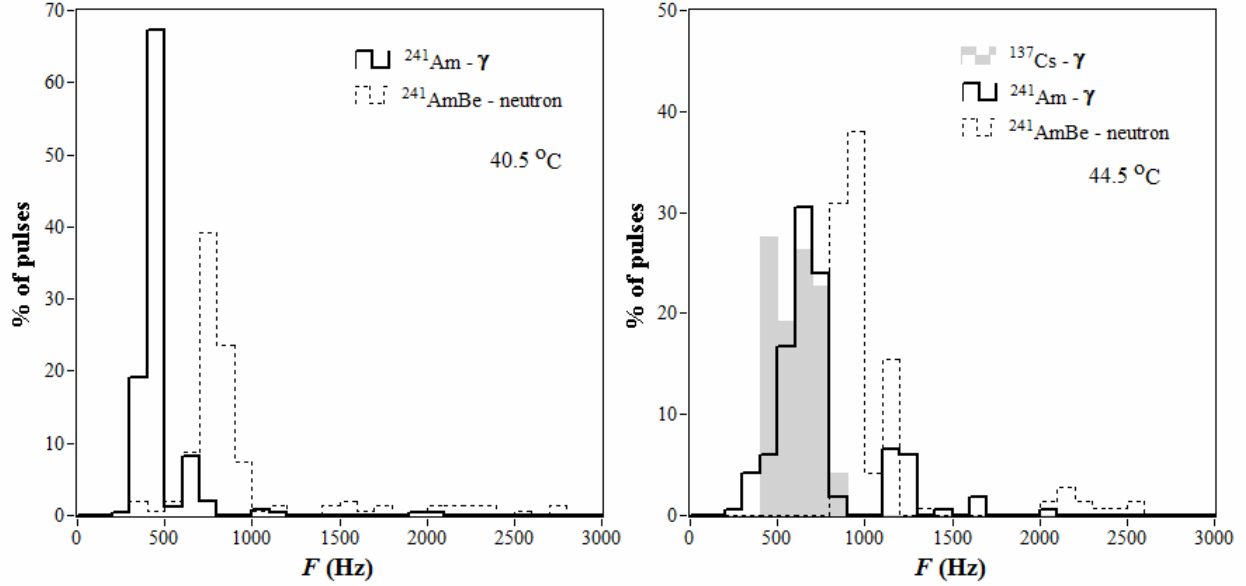 70
60
50
40
30
20
10
0
% of pulses
²⁴¹Am - γ
²⁴¹AmBe - neutron
40.5 °C
0 500 1000 1500 2000 2500 3000
F (Hz)
50
40
30
20
10
0
% of pulses
¹³⁷Cs - γ
²⁴¹Am - γ
²⁴¹AmBe - neutron
44.5 °C
0 500 1000 1500 2000 2500 3000
F (Hz)